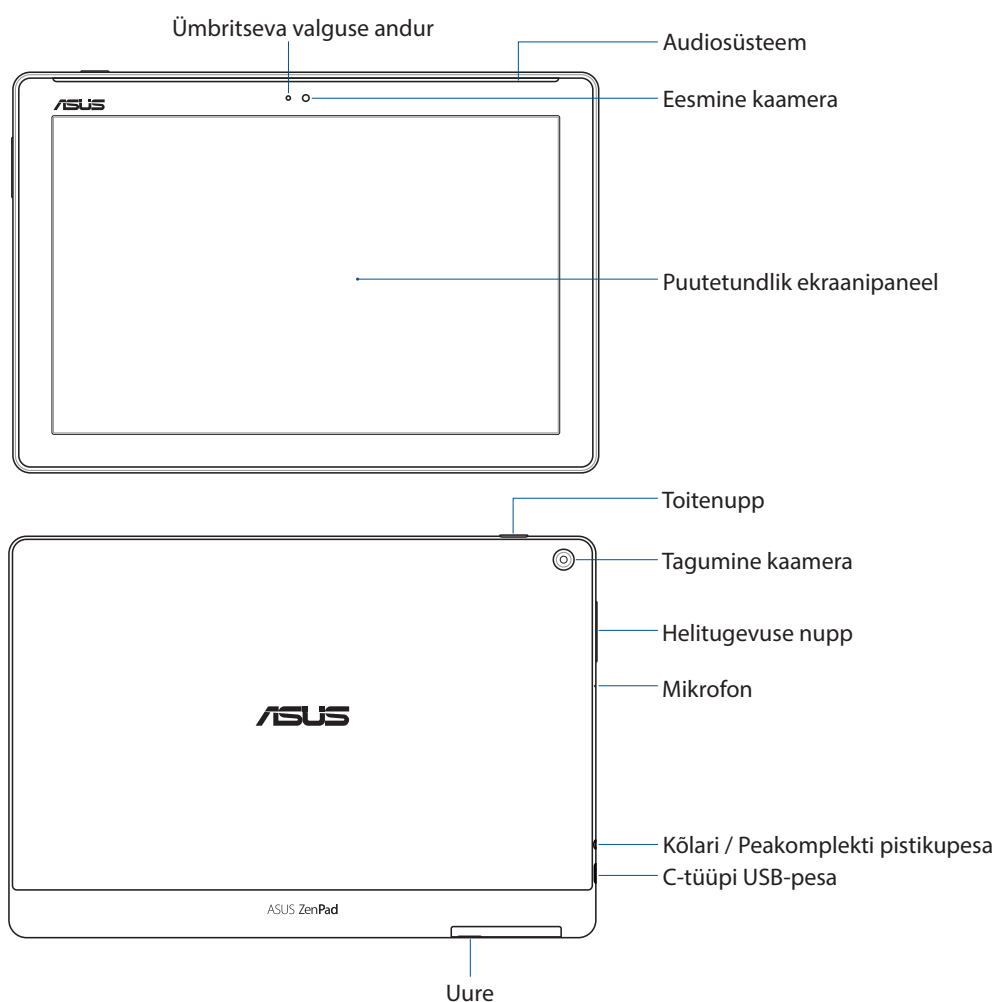 Ümbritseva valguse andur
Audiosüsteem
ASUS
Eesmine kaamera
Puutetundlik ekraanipaneel
Toitenupp
Tagumine kaamera
Helitugevuse nupp
Mikrofon
ASUS
Kõlari / Peakomplekti pistikupesa
C-tüüpi USB-pesa
ASUS ZenPad
Uure